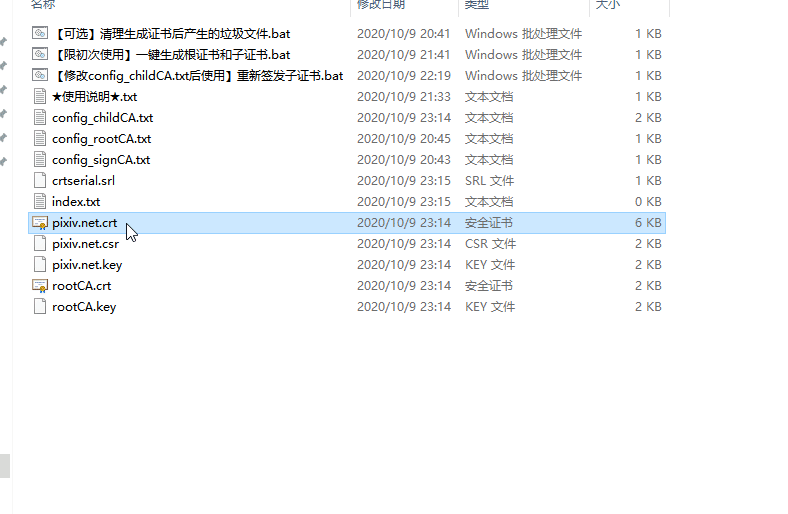 名称 修改日期 类型 大小
【可选】清理生成证书后产生的垃圾文件.bat 2020/10/9 20:41 Windows 批处理文件 1 KB
【限初次使用】一键生成根证书和子证书.bat 2020/10/9 21:41 Windows 批处理文件 1 KB
【修改config_childCA.txt后使用】重新签发子证书.bat 2020/10/9 22:19 Windows 批处理文件 1 KB
★使用说明★.txt 2020/10/9 21:33 文本文档 1 KB
config_childCA.txt 2020/10/9 23:14 文本文档 2 KB
config_rootCA.txt 2020/10/9 20:45 文本文档 1 KB
config_signCA.txt 2020/10/9 20:43 文本文档 1 KB
crtserial.srl 2020/10/9 23:15 SRL 文件 1 KB
index.txt 2020/10/9 23:15 文本文档 0 KB
pixiv.net.crt 2020/10/9 23:14 安全证书 6 KB
pixiv.net.csr 2020/10/9 23:14 CSR 文件 2 KB
pixiv.net.key 2020/10/9 23:14 KEY 文件 2 KB
rootCA.crt 2020/10/9 23:14 安全证书 2 KB
rootCA.key 2020/10/9 23:14 KEY 文件 2 KB